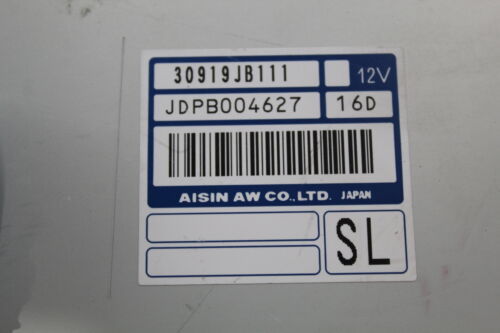 30919JB111 12V
JDPB004627 16D
AISIN AW CO.,LTD. JAPAN
SL